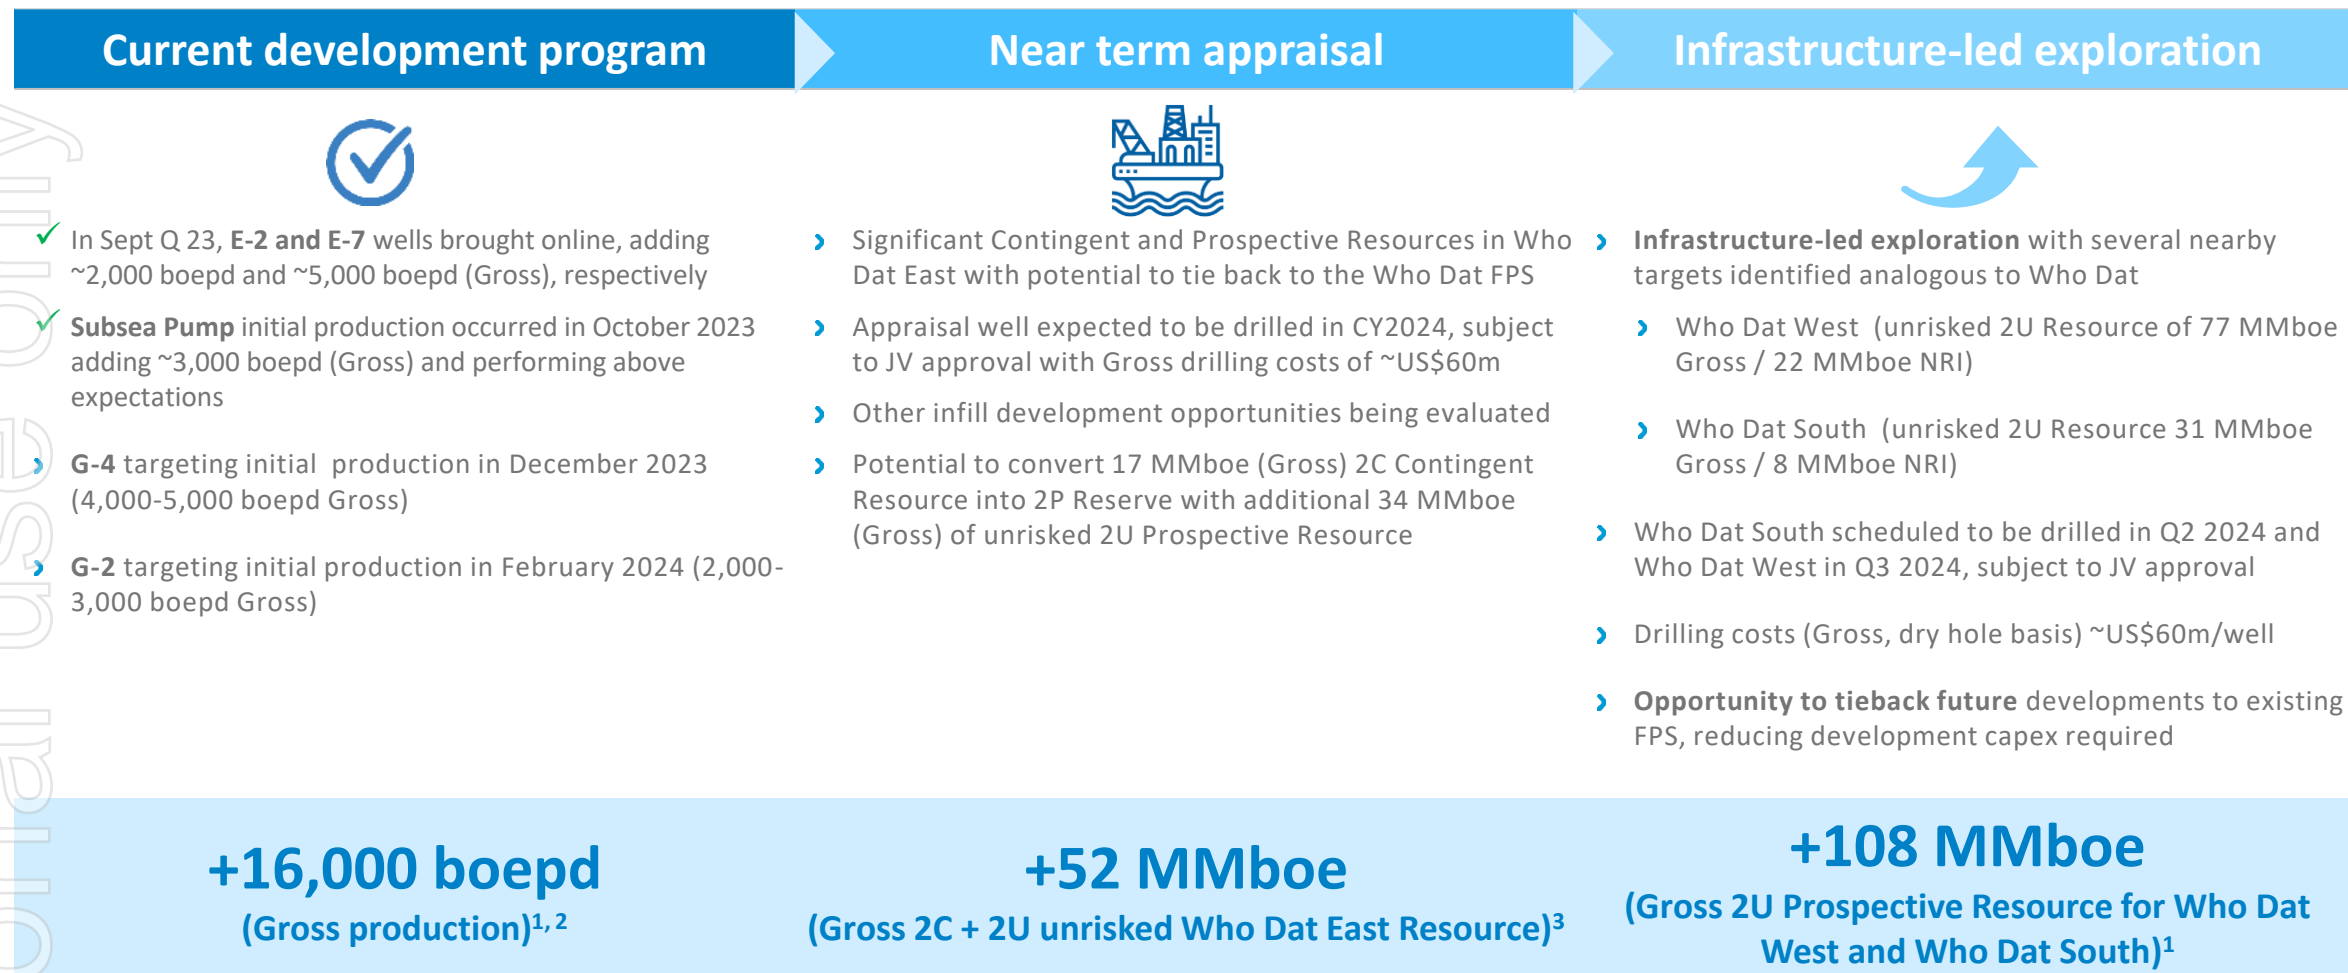 Current development program
Near term appraisal
Infrastructure-led exploration
In Sept Q 23, E-2 and E-7 wells brought online, adding
~2,000 boepd and ~5,000 boepd (Gross), respectively
Subsea Pump initial production occurred in October 2023
adding ~3,000 boepd (Gross) and performing above
expectations
G-4 targeting initial production in December 2023
(4,000-5,000 boepd Gross)
G-2 targeting initial production in February 2024 (2,000-
3,000 boepd Gross)
Significant Contingent and Prospective Resources in Who
Dat East with potential to tie back to the Who Dat FPS
Appraisal well expected to be drilled in CY2024, subject
to JV approval with Gross drilling costs of ~US$60m
Other infill development opportunities being evaluated
Potential to convert 17 MMboe (Gross) 2C Contingent
Resource into 2P Reserve with additional 34 MMboe
(Gross) of unrisked 2U Prospective Resource
Infrastructure-led exploration with several nearby
targets identified analogous to Who Dat
Who Dat West (unrisked 2U Resource of 77 MMboe
Gross / 22 MMboe NRI)
Who Dat South (unrisked 2U Resource 31 MMboe
Gross / 8 MMboe NRI)
Who Dat South scheduled to be drilled in Q2 2024 and
Who Dat West in Q3 2024, subject to JV approval
Drilling costs (Gross, dry hole basis) ~US$60m/well
Opportunity to tieback future developments to existing
FPS, reducing development capex required
+16,000 boepd
(Gross production)1, 2
+52 MMboe
(Gross 2C + 2U unrisked Who Dat East Resource)3
+108 MMboe
(Gross 2U Prospective Resource for Who Dat
West and Who Dat South)1
use only